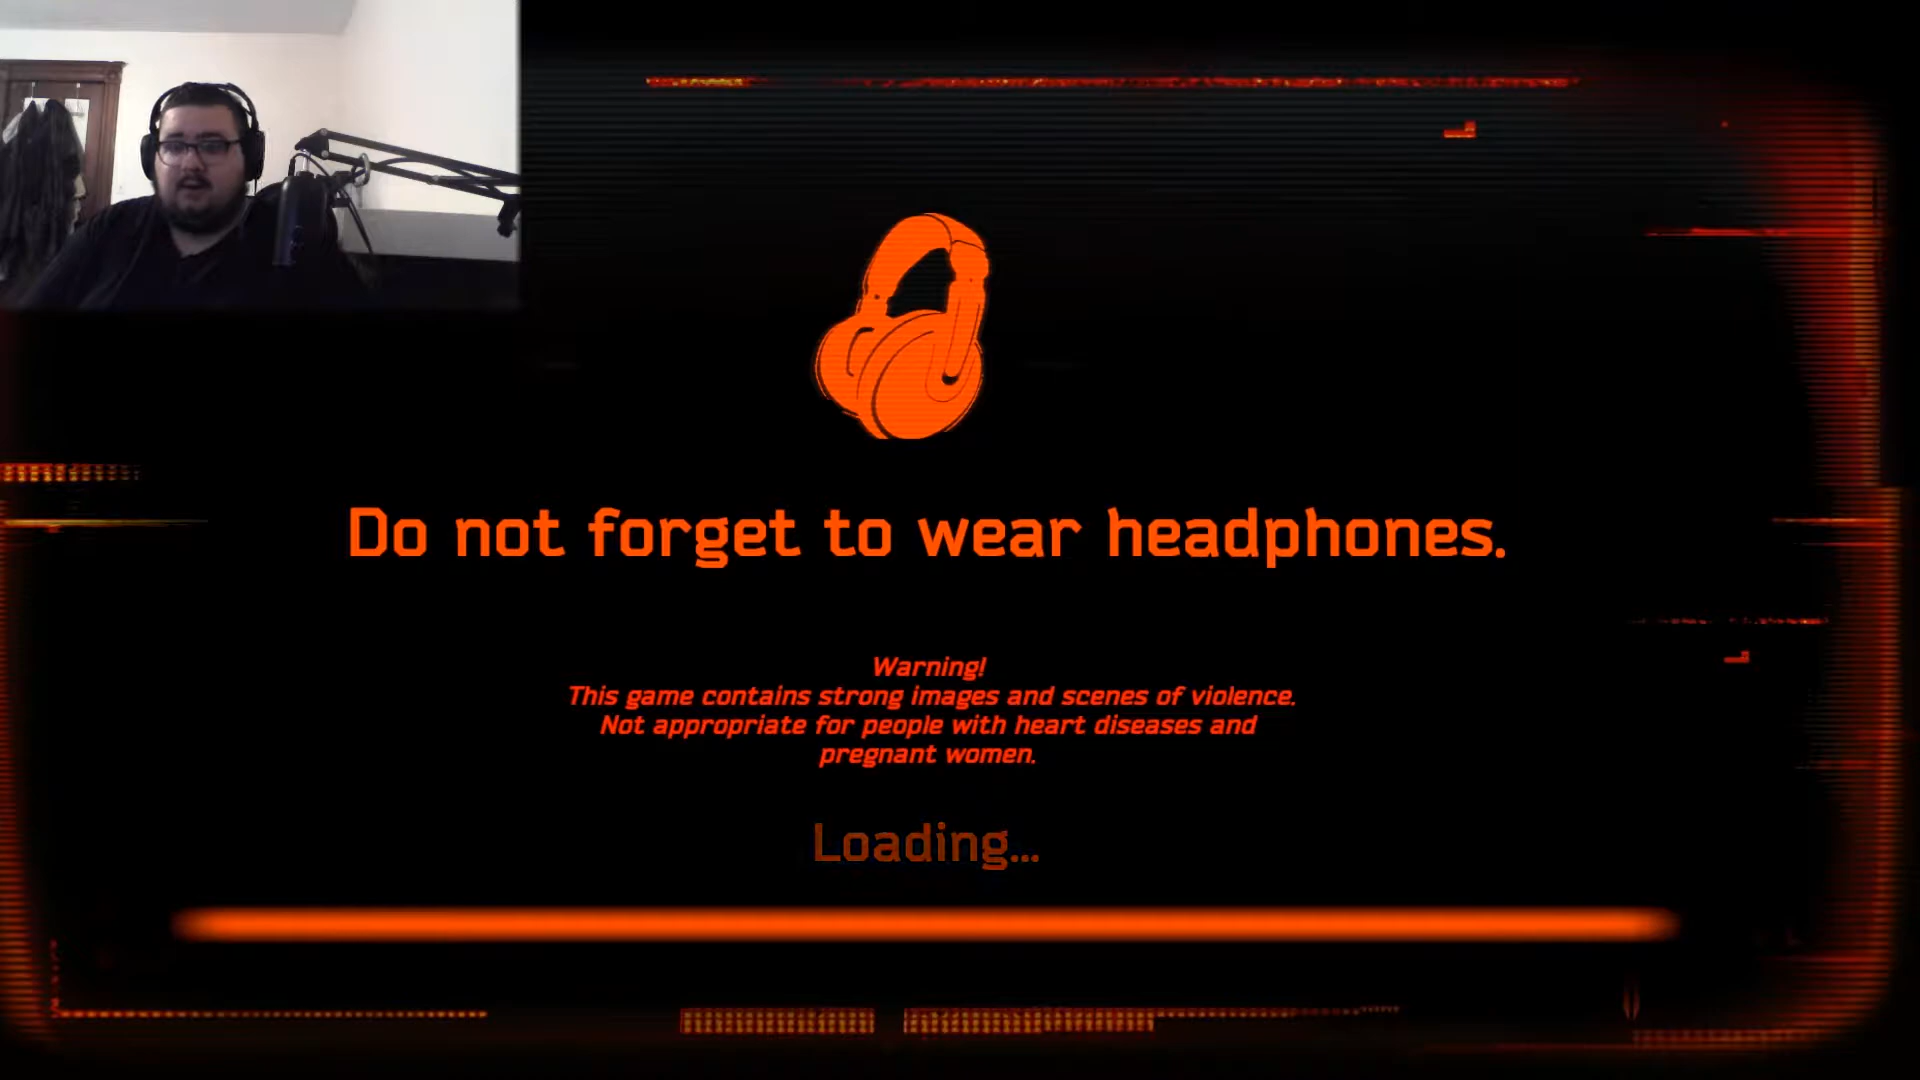 Do not forget to wear headphones.
Warning!
This game contains strong images and scenes of violence.
Not appropriate for people with heart diseases and
pregnant women.
Loading...